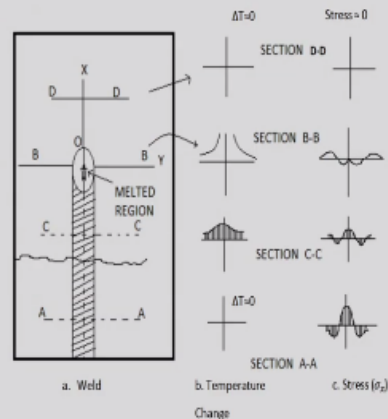 ΔT=0
Stress = 0
X
SECTION D-D
D
D
O
SECTION B-B
B
B
Y
MELTED
REGION
C
C
SECTION C-C
ΔT=0
A
A
SECTION A-A
a. Weld
b. Temperature
Change
c. Stress (σₓ)